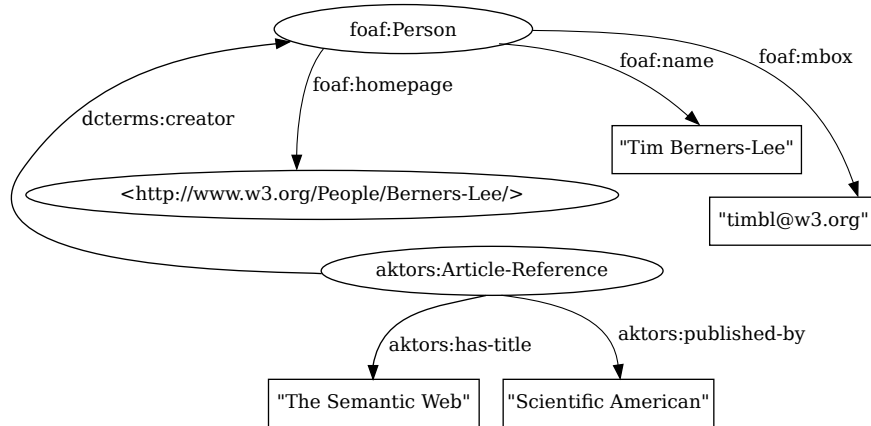 foaf:Person
foaf:mbox
foaf:name
foaf:homepage
dcterms:creator
"Tim Berners-Lee"
<http://www.w3.org/People/Berners-Lee/>
"timbl@w3.org"
aktors:Article-Reference
aktors:published-by
aktors:has-title
"The Semantic Web"
"Scientific American"